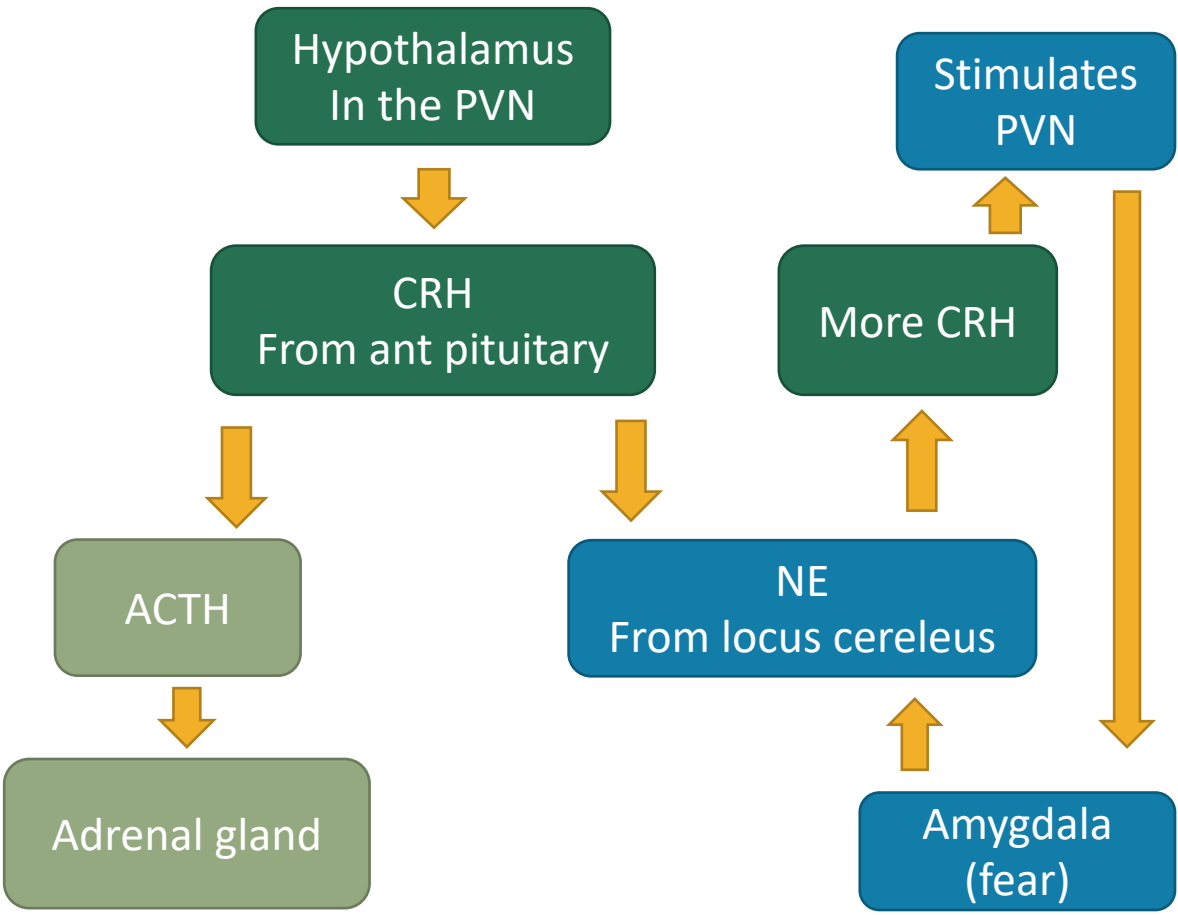 Hypothalamus
In the PVN
Stimulates
PVN
CRH
From ant pituitary
More CRH
ACTH
NE
From locus cereleus
Adrenal gland
Amygdala
(fear)